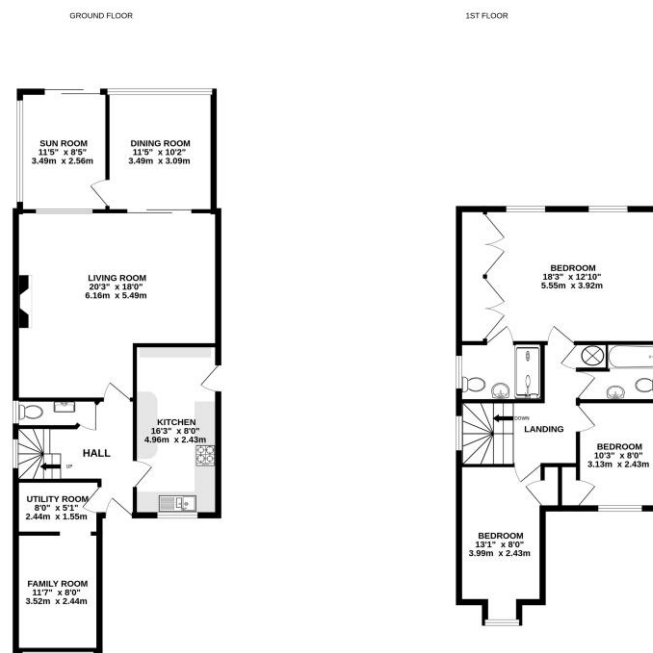 GROUND FLOOR
1ST FLOOR
SUN ROOM
11'5" x 8'5"
3.49m x 2.56m
DINING ROOM
11'5" x 10'2"
3.49m x 3.09m
LIVING ROOM
20'3" x 18'0"
6.16m x 5.49m
KITCHEN
16'3" x 8'0"
4.96m x 2.43m
HALL
UP
UTILITY ROOM
8'0" x 5'1"
2.44m x 1.55m
FAMILY ROOM
11'7" x 8'0"
3.52m x 2.44m
BEDROOM
18'3" x 12'10"
5.55m x 3.92m
DOWN
LANDING
BEDROOM
10'3" x 8'0"
3.13m x 2.43m
BEDROOM
13'1" x 8'0"
3.99m x 2.43m